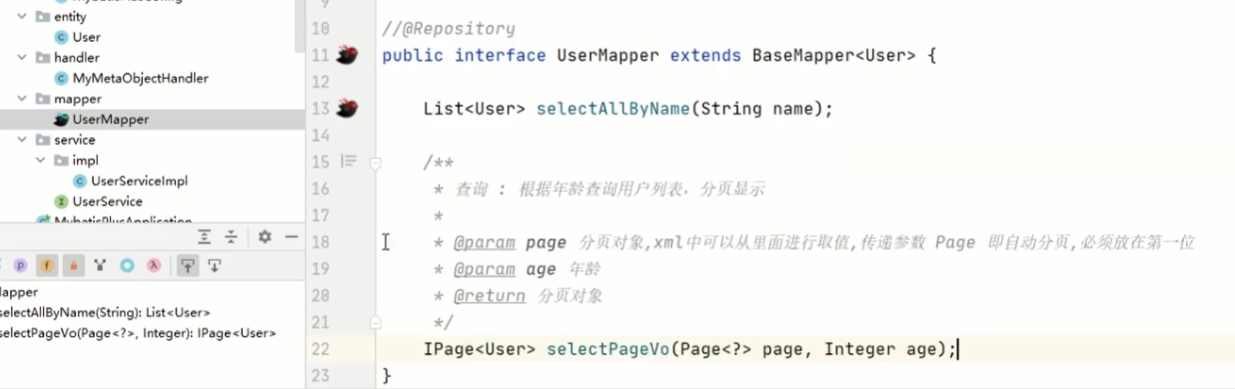 entity
User
handler
MyMetaObjectHandler
mapper
UserMapper
service
impl
UserServiceImpl
UserService
MybatisPlusApplication
Mapper
selectAllByName(String): List<User>
selectPageVo(Page<?>, Integer): IPage<User>
10 //@Repository
11 public interface UserMapper extends BaseMapper<User> {
12
13 List<User> selectAllByName(String name);
14
15 /**
16 * 查询 : 根据年龄查询用户列表，分页显示
17 *
18 * @param page 分页对象,xml中可以从里面进行取值,传递参数 Page 即自动分页,必须放在第一位
19 * @param age 年龄
20 * @return 分页对象
21 */
22 IPage<User> selectPageVo(Page<?> page, Integer age);
23 }